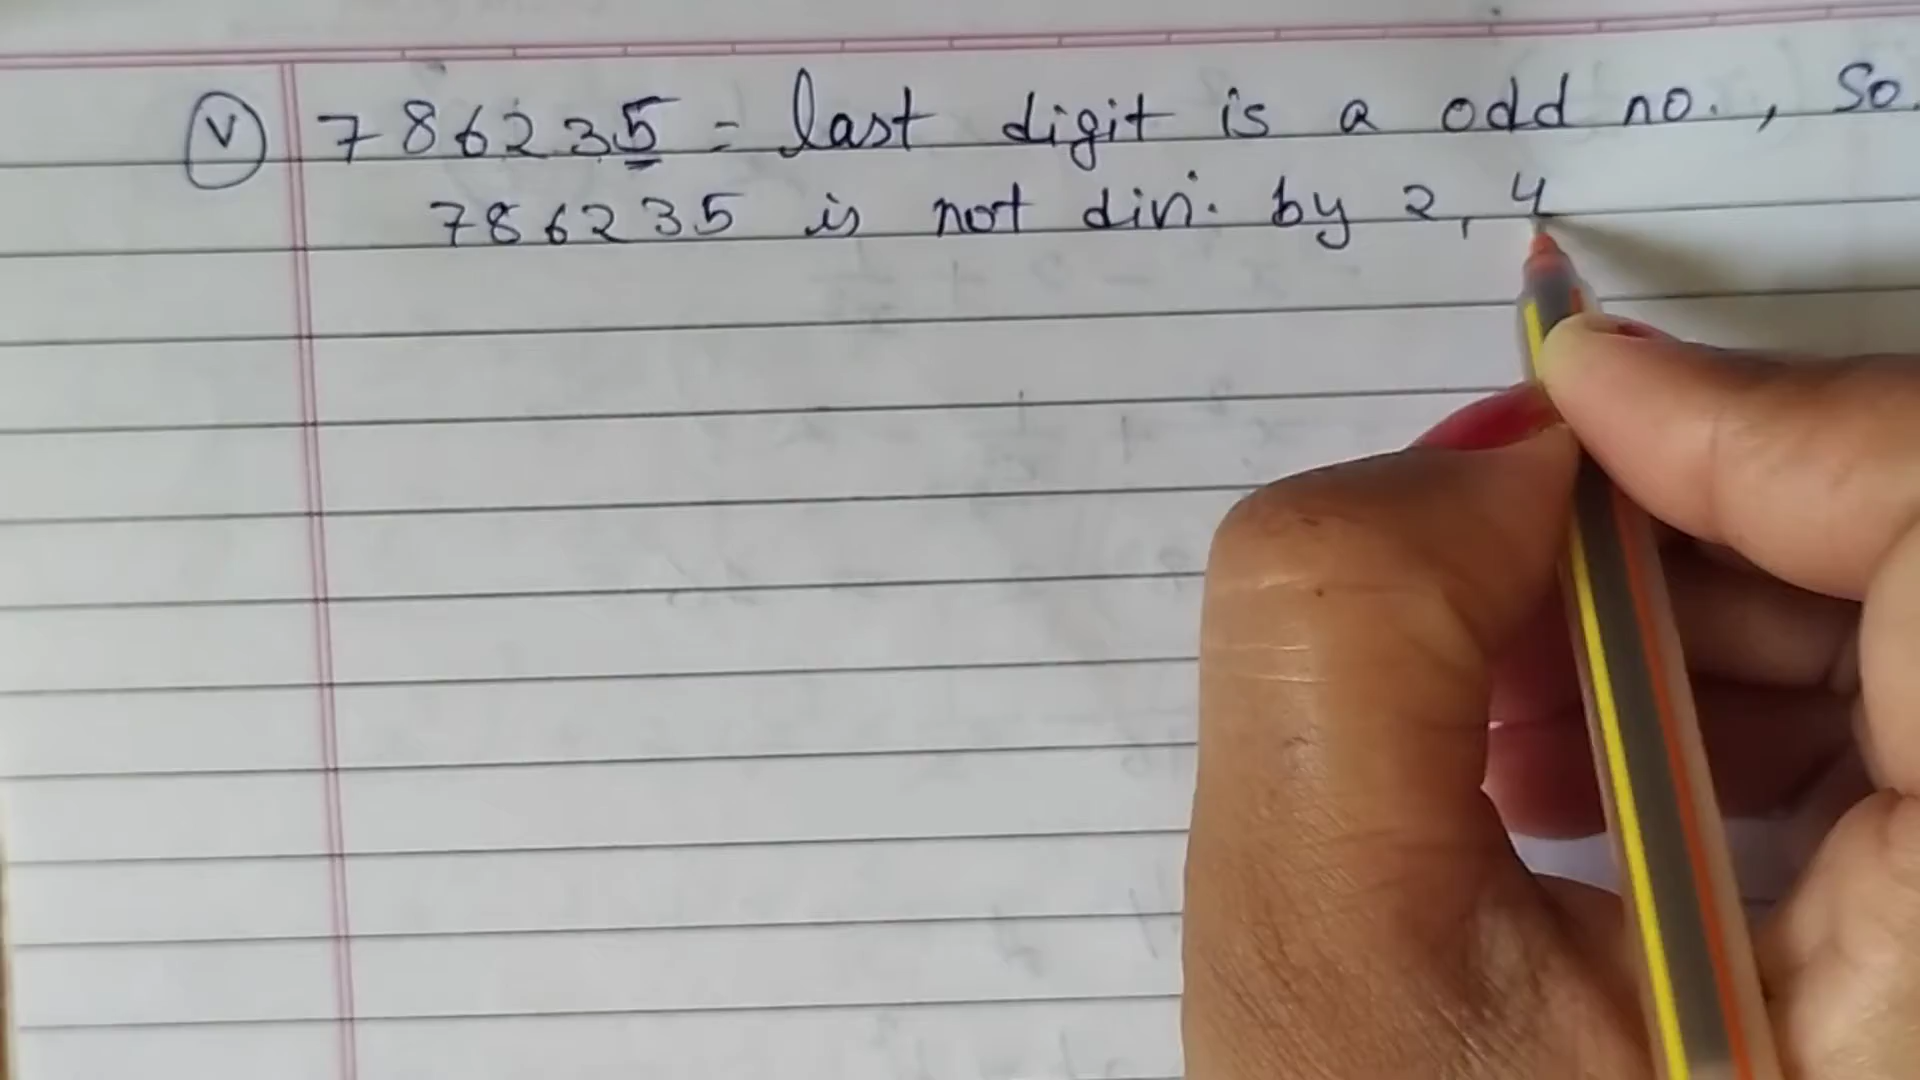 (V) 786235 = last digit is a odd no., So
786235 is not divi. by 2, 4